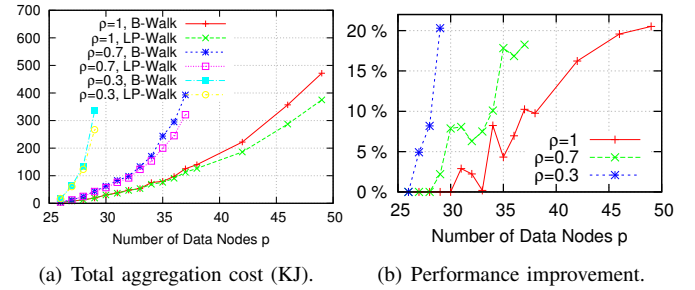 700
600
500
400
300
200
100
0
ρ=1, B-Walk
ρ=1, LP-Walk
ρ=0.7, B-Walk
ρ=0.7, LP-Walk
ρ=0.3, B-Walk
ρ=0.3, LP-Walk
25 30 35 40 45 50
Number of Data Nodes p
(a) Total aggregation cost (KJ).
20 %
15 %
10 %
5 %
0 %
ρ=1
ρ=0.7
ρ=0.3
25 30 35 40 45 50
Number of Data Nodes p
(b) Performance improvement.